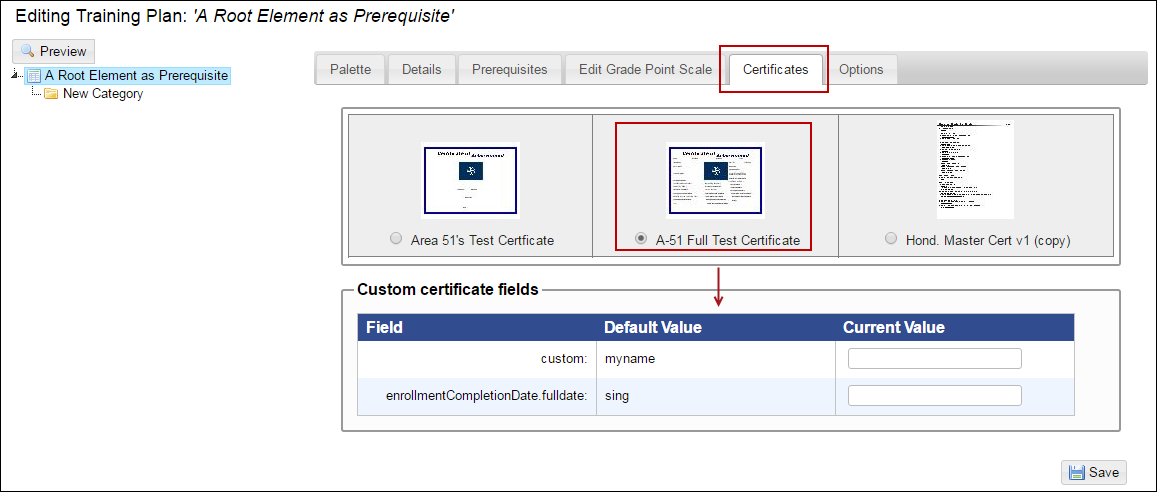 Editing Training Plan: 'A Root Element as Prerequisite'
Preview
A Root Element as Prerequisite
New Category
Palette Details Prerequisites Edit Grade Point Scale Certificates Options
Area 51's Test Certficate A-51 Full Test Certificate Hond. Master Cert v1 (copy)
Custom certificate fields
Field Default Value Current Value
custom: myname
enrollmentCompletionDate.fulldate: sing
Save